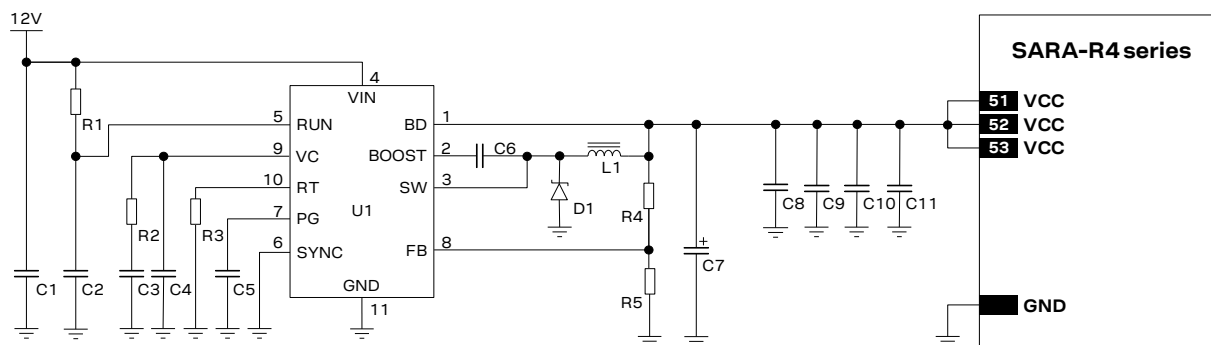 12V
SARA-R4 series
4
VIN
51 VCC
R1
5 RUN
BD 1
52 VCC
9 VC
BOOST 2
C6
53 VCC
L1
10 RT
SW 3
U1
D1
R4
C8
C9
C10
C11
7 PG
R2
R3
6 SYNC
FB 8
+
C7
C1
C2
C3
C4
C5
GND
11
R5
GND